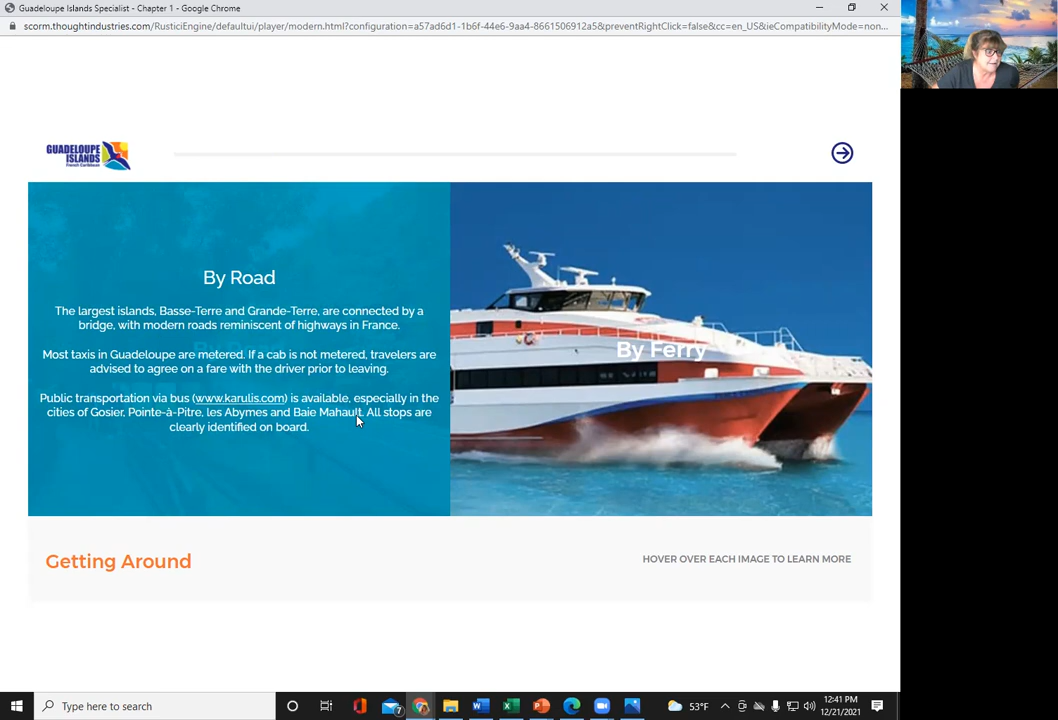 Guadeloupe Islands Specialist - Chapter 1 - Google Chrome
scorm.thoughtindustries.com/RusticiEngine/defaultui/player/modern.html?configuration=a57ad6d1-1b6f-44e6-9aa4-8661506912a5&preventRightClick=false&cc=en_US&ieCompatibilityMode=non...
GUADELOUPE
ISLANDS
French Caribbean
By Road
The largest islands, Basse-Terre and Grande-Terre, are connected by a
bridge, with modern roads reminiscent of highways in France.
By Road
Most taxis in Guadeloupe are metered. If a cab is not metered, travelers are
advised to agree on a fare with the driver prior to leaving.
Public transportation via bus (www.karulis.com) is available, especially in the
cities of Gosier, Pointe-à-Pitre, les Abymes and Baie Mahault. All stops are
clearly identified on board.
By Ferry
Getting Around
HOVER OVER EACH IMAGE TO LEARN MORE
Type here to search
7
53°F
12:41 PM
12/21/2021